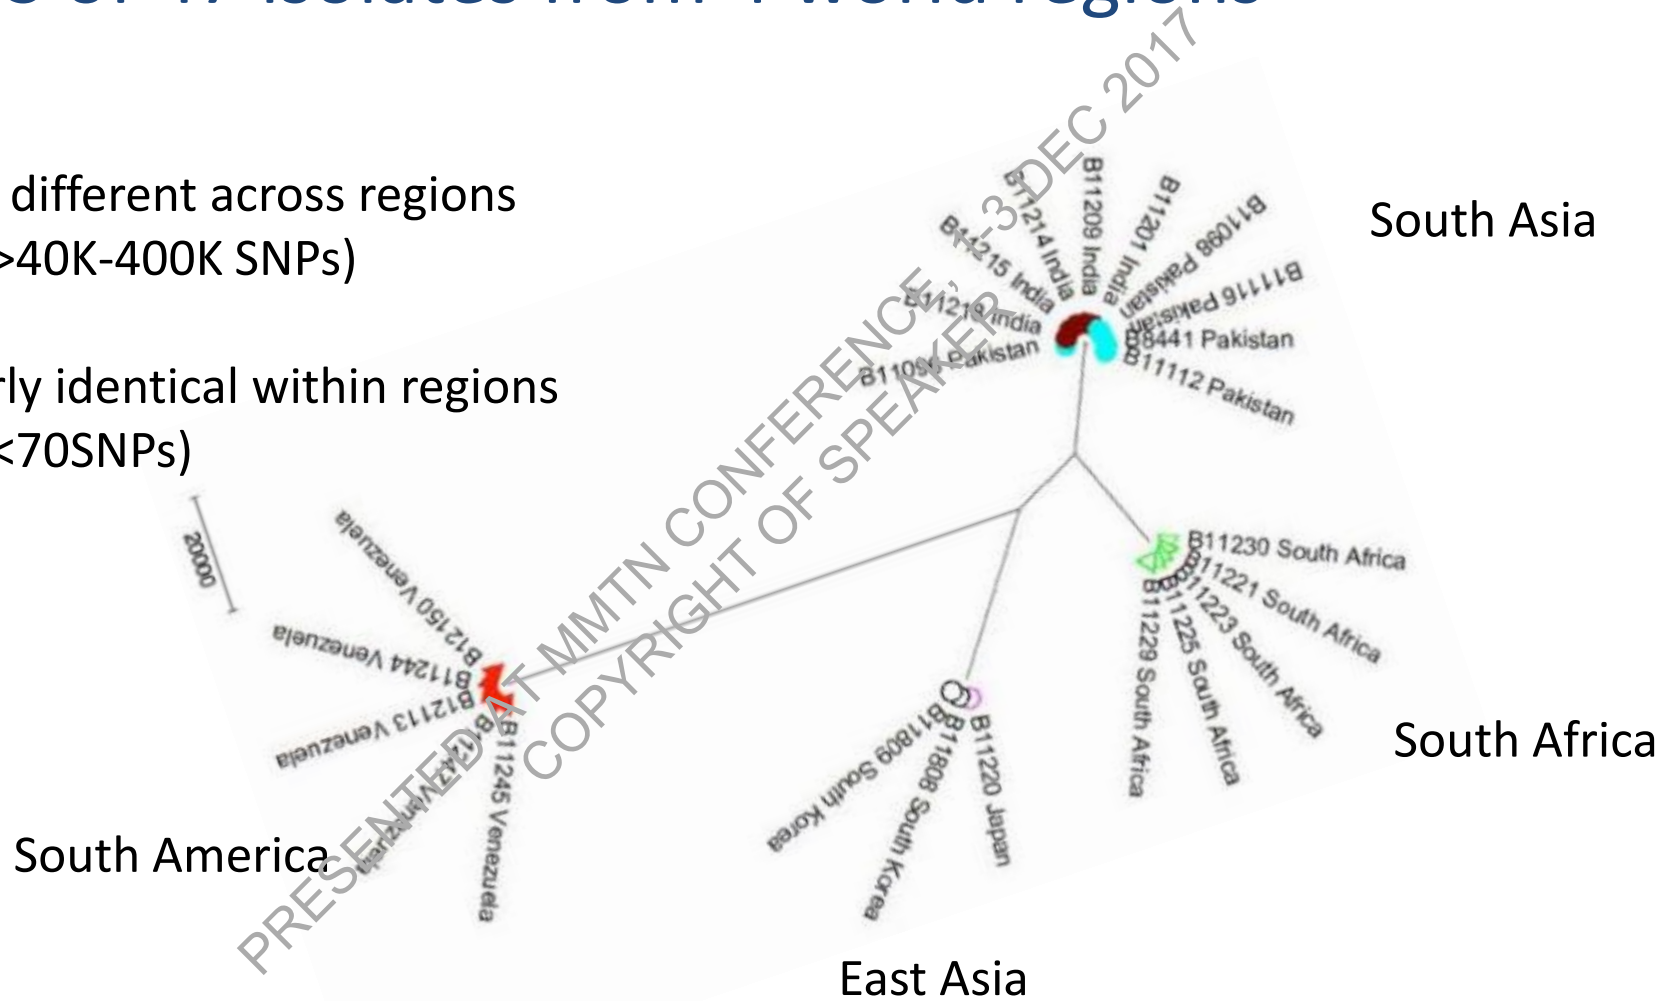 different across regions
>40K-400K SNPs)
identical within regions
<70SNPs)
20000
B11215 India
B11214 India
B11209 India
B11201 India
B11098 Pakistan
B11116 Pakistan
B8441 Pakistan
B11112 Pakistan
India
Pakistan
South Asia
B12150 Venezuela
B11244 Venezuela
B12113 Venezuela
Venezuela
B11245 Venezuela
South America
B11809 South Korea
B11808 South Korea
B11220 Japan
East Asia
B11230 South Africa
B11221 South Africa
B11223 South Africa
B11225 South Africa
B11229 South Africa
South Africa
PRESENTED AT MMTN CONFERENCE, 1-3 DEC 2017
COPYRIGHT OF SPEAKER